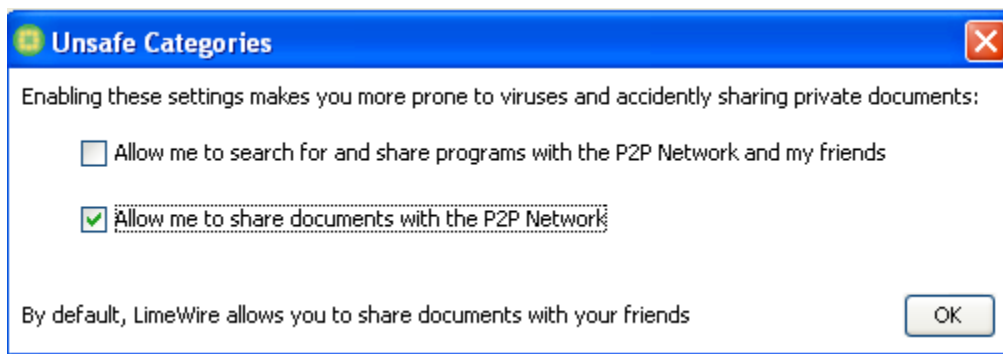 Unsafe Categories
Enabling these settings makes you more prone to viruses and accidently sharing private documents:
Allow me to search for and share programs with the P2P Network and my friends
Allow me to share documents with the P2P Network
By default, LimeWire allows you to share documents with your friends
OK